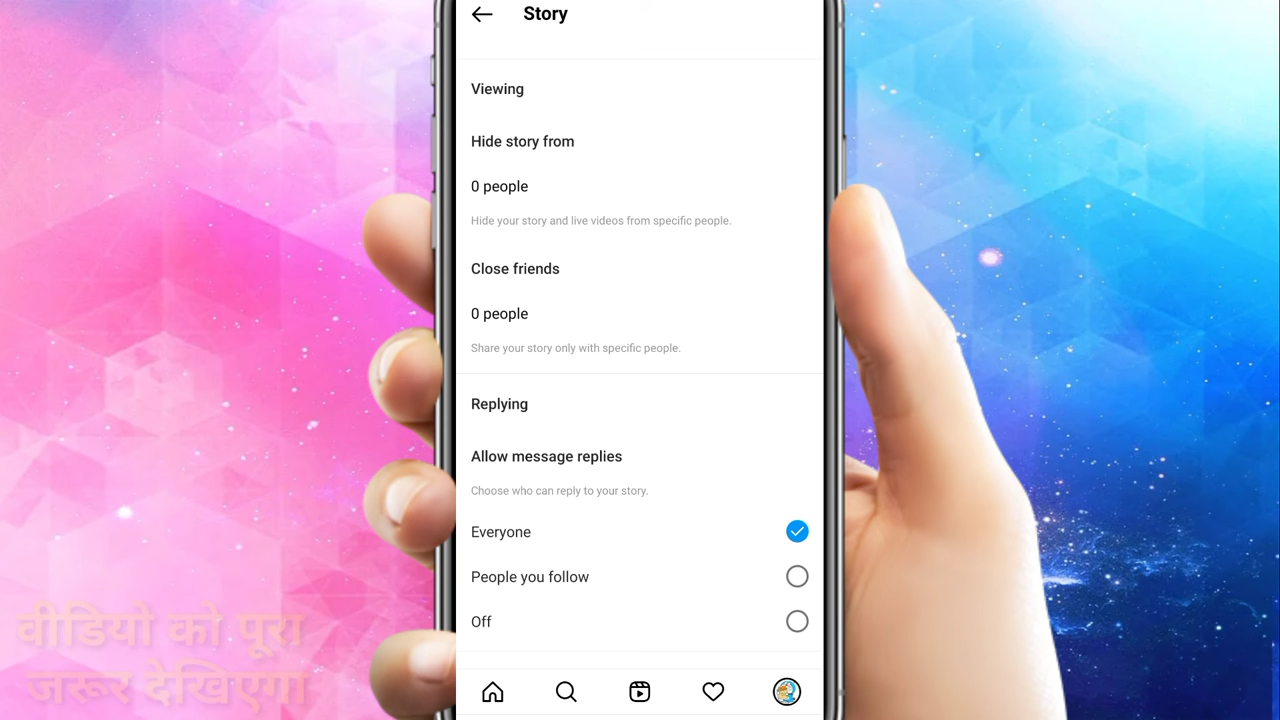 Story
Viewing
Hide story from
0 people
Hide your story and live videos from specific people.
Close friends
0 people
Share your story only with specific people.
Replying
Allow message replies
Choose who can reply to your story.
Everyone
People you follow
Off
वीडियो को पूरा
जरूर देखिएगा